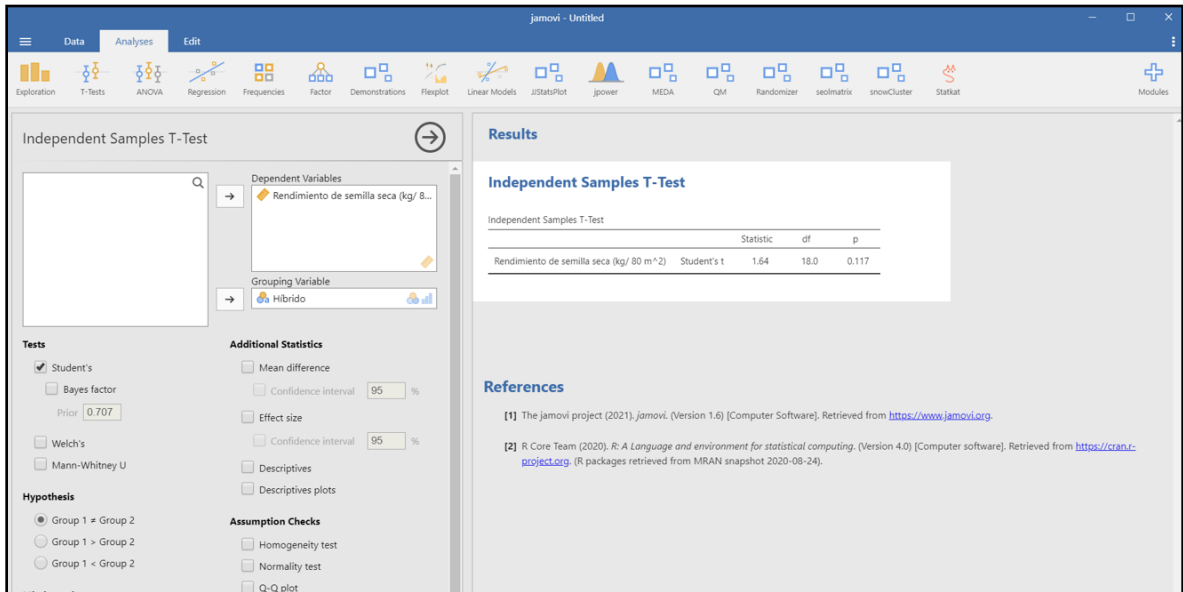 jamovi - Untitled
Data Analyses Edit
Exploration T-Tests ANOVA Regression Frequencies Factor Demonstrations Flexplot Linear Models JJStatsPlot jpower MEDA QM Randomizer seolmatrix snowCluster Statkat Modules
Independent Samples T-Test
Dependent Variables
Rendimiento de semilla seca (kg/ 8...
Grouping Variable
Híbrido
Tests
Student's
Bayes factor
Prior 0.707
Welch's
Mann-Whitney U
Hypothesis
Group 1 ≠ Group 2
Group 1 > Group 2
Group 1 < Group 2
Additional Statistics
Mean difference
Confidence interval 95 %
Effect size
Confidence interval 95 %
Descriptives
Descriptives plots
Assumption Checks
Homogeneity test
Normality test
Q-Q plot
Results
Independent Samples T-Test
Independent Samples T-Test
Statistic df p
Rendimiento de semilla seca (kg/ 80 m^2) Student's t 1.64 18.0 0.117
References
[1] The jamovi project (2021). jamovi. (Version 1.6) [Computer Software]. Retrieved from https://www.jamovi.org.
[2] R Core Team (2020). R: A Language and environment for statistical computing. (Version 4.0) [Computer software]. Retrieved from https://cran.r-
project.org. (R packages retrieved from MRAN snapshot 2020-08-24).